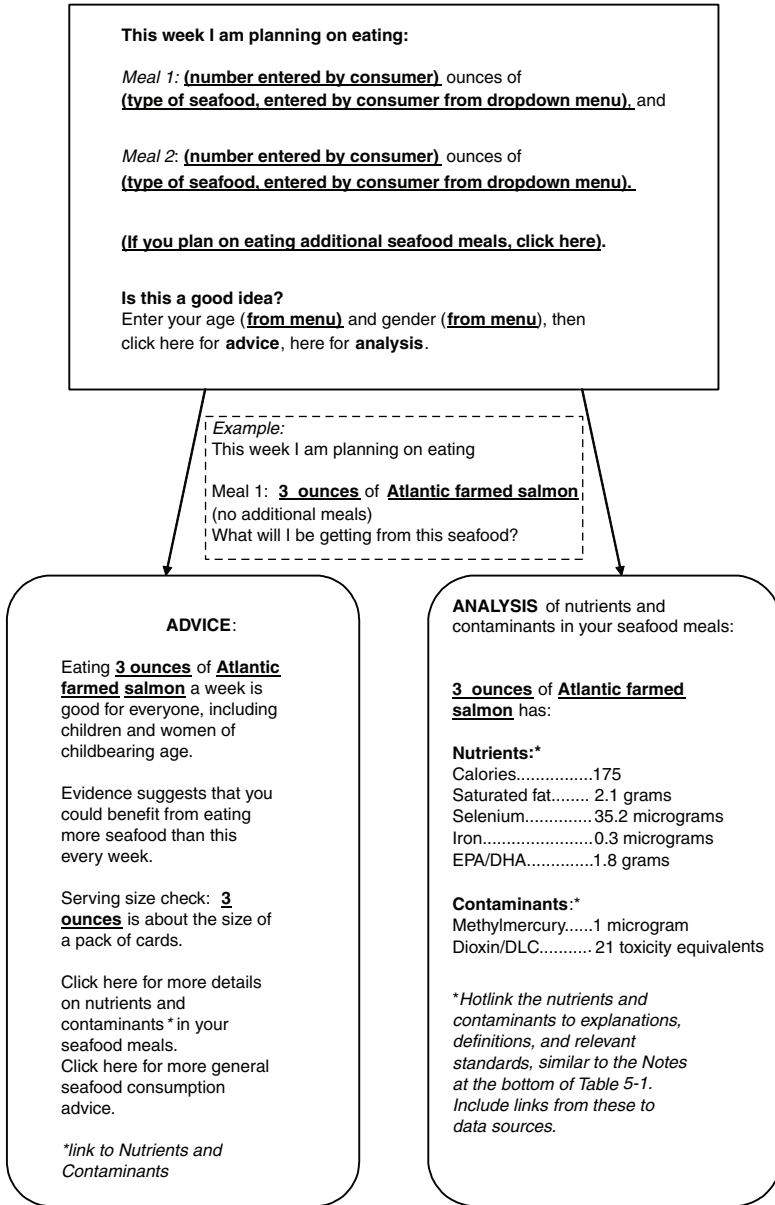 This week I am planning on eating:
Meal 1: (number entered by consumer) ounces of
(type of seafood, entered by consumer from dropdown menu), and
Meal 2: (number entered by consumer) ounces of
(type of seafood, entered by consumer from dropdown menu).
(If you plan on eating additional seafood meals, click here).
Is this a good idea?
Enter your age (from menu) and gender (from menu), then
click here for advice, here for analysis.
Example:
This week I am planning on eating
Meal 1: 3 ounces of Atlantic farmed salmon
(no additional meals)
What will I be getting from this seafood?
ADVICE:
Eating 3 ounces of Atlantic
farmed salmon a week is
good for everyone, including
children and women of
childbearing age.
Evidence suggests that you
could benefit from eating
more seafood than this
every week.
Serving size check: 3
ounces is about the size of
a pack of cards.
Click here for more details
on nutrients and
contaminants* in your
seafood meals.
Click here for more general
seafood consumption
advice.
*link to Nutrients and
Contaminants
ANALYSIS of nutrients and
contaminants in your seafood meals:
3 ounces of Atlantic farmed
salmon has:
Nutrients:*
Calories................175
Saturated fat........ 2.1 grams
Selenium...............35.2 micrograms
Iron.......................0.3 micrograms
EPA/DHA..............1.8 grams
Contaminants:*
Methylmercury......1 microgram
Dioxin/DLC........... 21 toxicity equivalents
*Hotlink the nutrients and
contaminants to explanations,
definitions, and relevant
standards, similar to the Notes
at the bottom of Table 5-1.
Include links from these to
data sources.